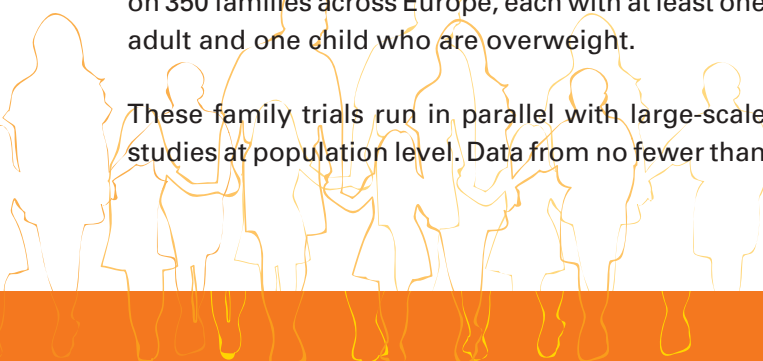 on 350 families across Europe, each with at least one
adult and one child who are overweight.
These family trials run in parallel with large-scale
studies at population level. Data from no fewer than